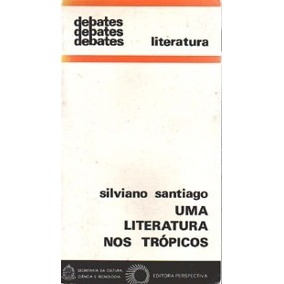 debates
debates
debates
literatura
silviano santiago
UMA
LITERATURA
NOS TRÓPICOS
SECRETARIA DA CULTURA,
CIÊNCIA E TECNOLOGIA
EDITORA PERSPECTIVA